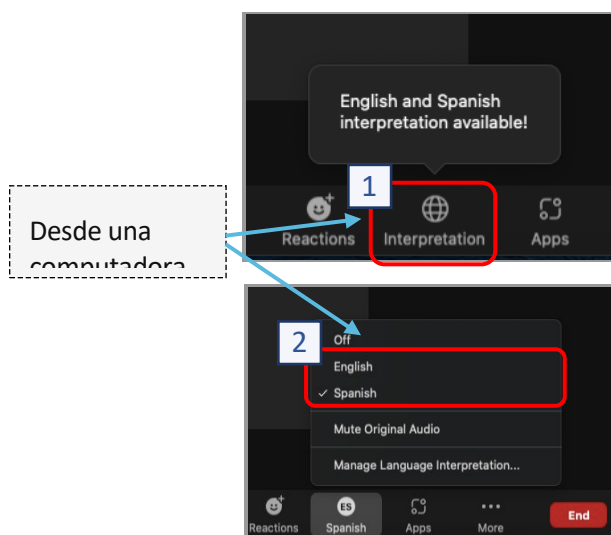 English and Spanish
interpretation available!
1
Reactions
Interpretation
Apps
Desde una
computadora
2
Off
English
✓ Spanish
Mute Original Audio
Manage Language Interpretation...
ES
Reactions
Spanish
Apps
More
End